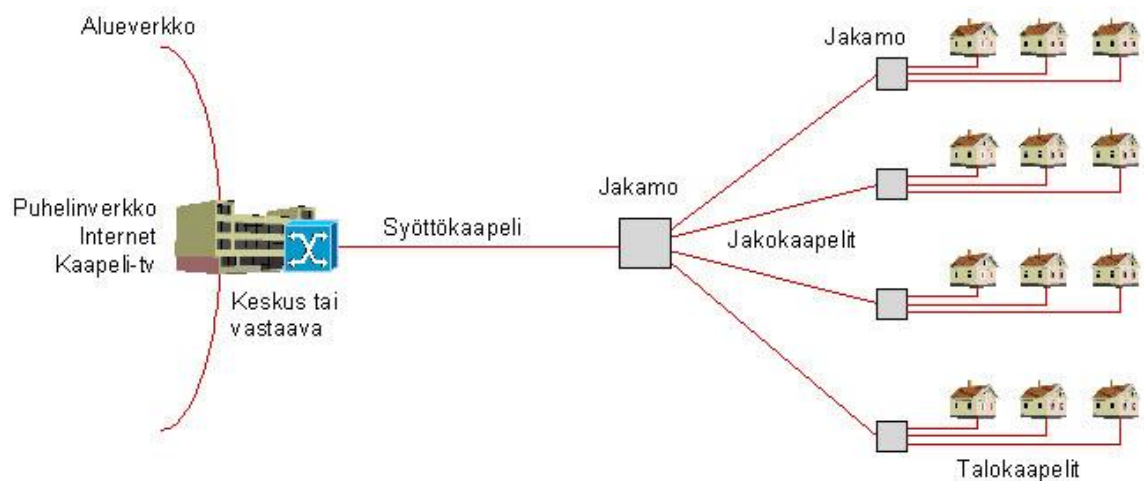 Alueverkko
Jakamo
Jakamo
Puhelinverkko
Internet
Kaapeli-tv
Syöttökaapeli
Jakokaapelit
Keskus tai
vastaava
Talokaapelit